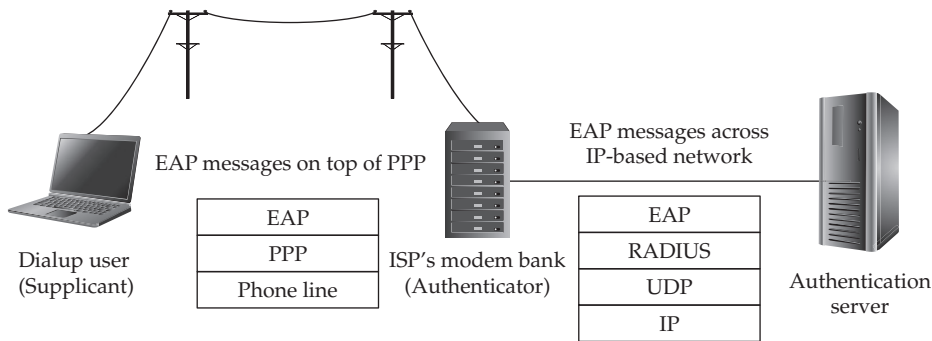 EAP messages on top of PPP
EAP
PPP
Phone line
Dialup user
(Supplicant)
ISP's modem bank
(Authenticator)
EAP messages across
IP-based network
EAP
RADIUS
UDP
IP
Authentication
server